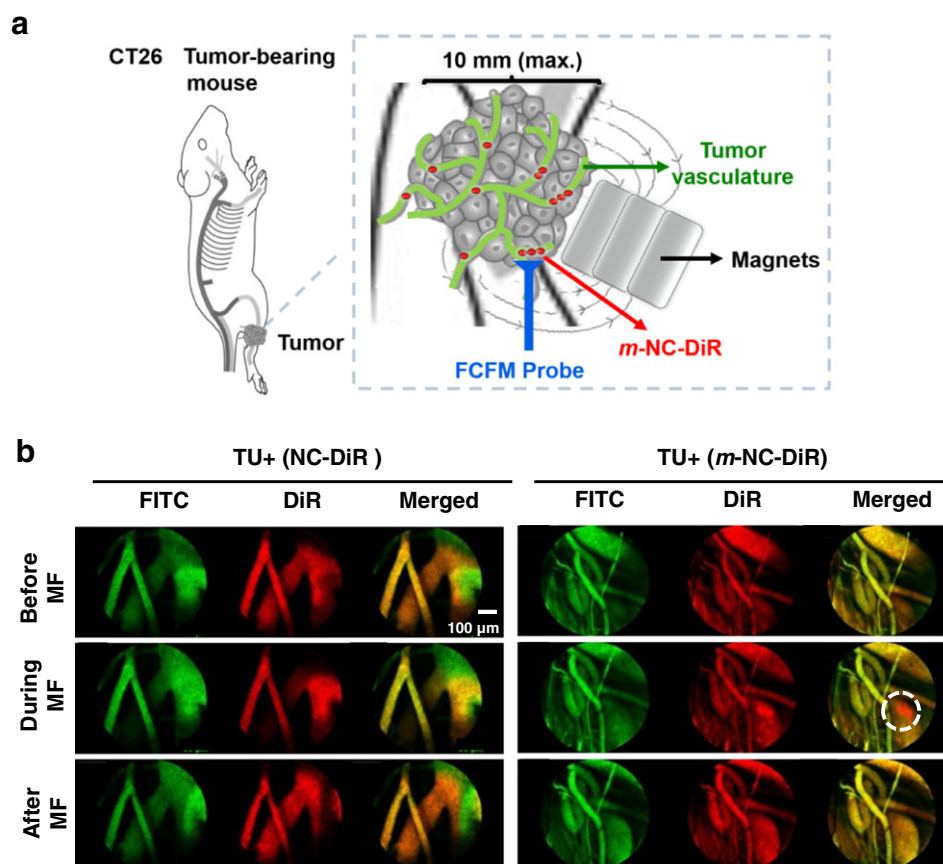 a
CT26 Tumor-bearing
mouse
Tumor
10 mm (max.)
Tumor
vasculature
Magnets
m-NC-DiR
FCFM Probe
b
TU+ (NC-DiR )
TU+ (m-NC-DiR)
FITC DiR Merged
FITC DiR Merged
Before
MF
100 µm
During
MF
After
MF